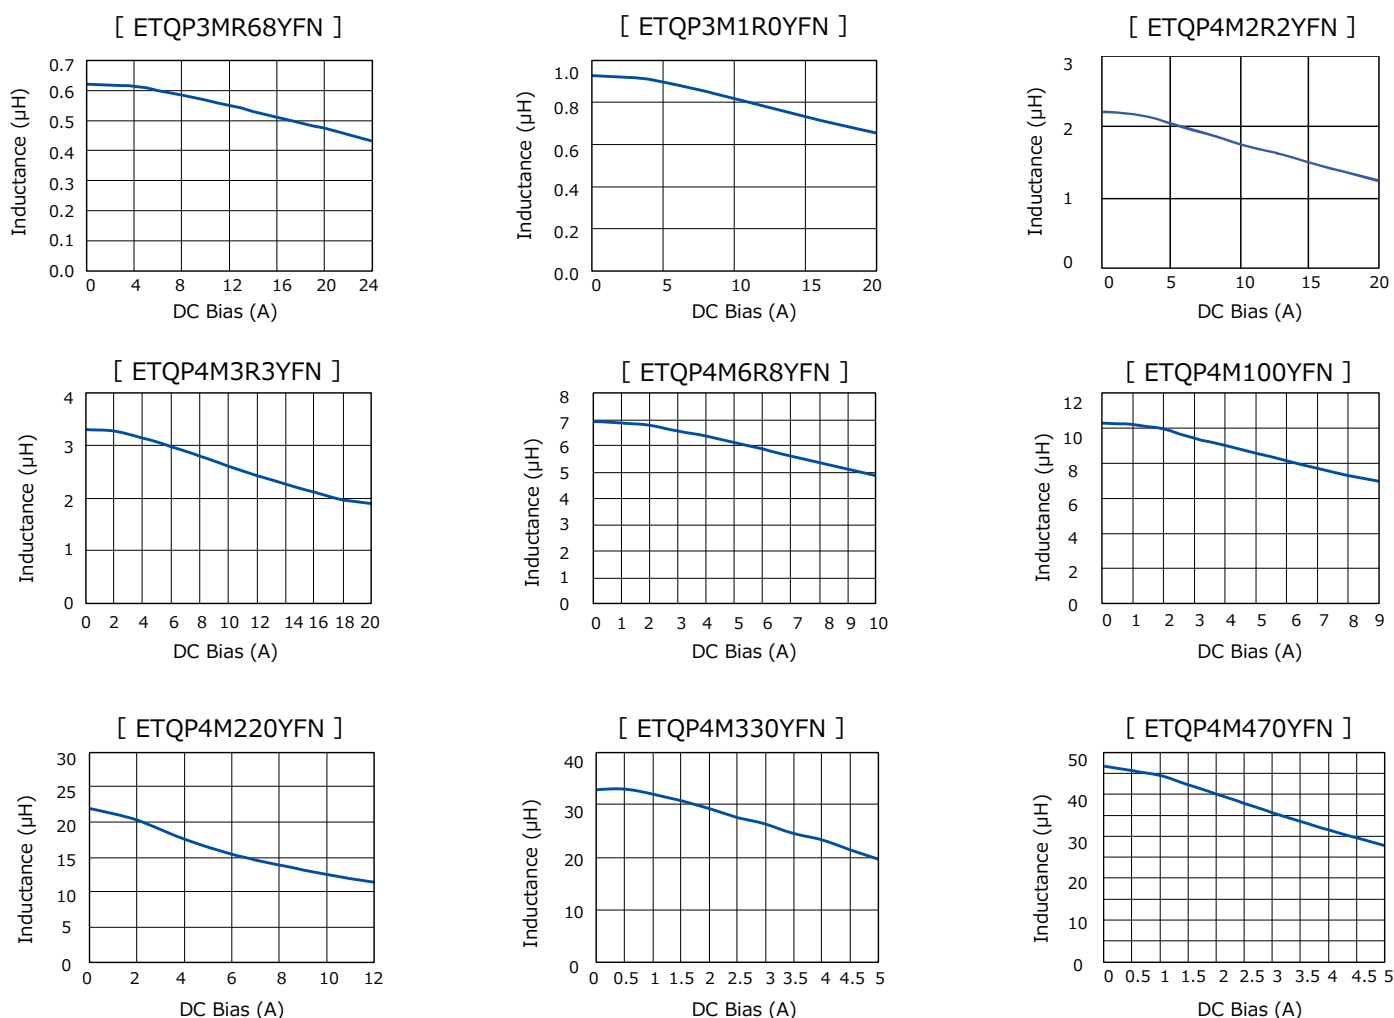 [ ETQP3MR68YFN ]
Inductance (μH)
0.7
0.6
0.5
0.4
0.3
0.2
0.1
0.0
0 4 8 12 16 20 24
DC Bias (A)
[ ETQP3M1R0YFN ]
Inductance (μH)
1.0
0.8
0.6
0.4
0.2
0.0
0 5 10 15 20
DC Bias (A)
[ ETQP4M2R2YFN ]
Inductance (μH)
3
2
1
0
0 5 10 15 20
DC Bias (A)
[ ETQP4M3R3YFN ]
Inductance (μH)
4
3
2
1
0
0 2 4 6 8 10 12 14 16 18 20
DC Bias (A)
[ ETQP4M6R8YFN ]
Inductance (μH)
8
7
6
5
4
3
2
1
0
0 1 2 3 4 5 6 7 8 9 10
DC Bias (A)
[ ETQP4M100YFN ]
Inductance (μH)
12
10
8
6
4
2
0
0 1 2 3 4 5 6 7 8 9
DC Bias (A)
[ ETQP4M220YFN ]
Inductance (μH)
30
25
20
15
10
5
0
0 2 4 6 8 10 12
DC Bias (A)
[ ETQP4M330YFN ]
Inductance (μH)
40
30
20
10
0
0 0.5 1 1.5 2 2.5 3 3.5 4 4.5 5
DC Bias (A)
[ ETQP4M470YFN ]
Inductance (μH)
50
40
30
20
10
0
0 0.5 1 1.5 2 2.5 3 3.5 4 4.5 5
DC Bias (A)